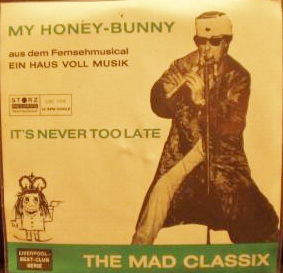 MY HONEY-BUNNY
aus dem Fernsehmusical
EIN HAUS VOLL MUSIK
STORZ
IT'S NEVER TOO LATE
LIVERPOOL-
BEAT-CLUB
SERIE
THE MAD CLASSIX